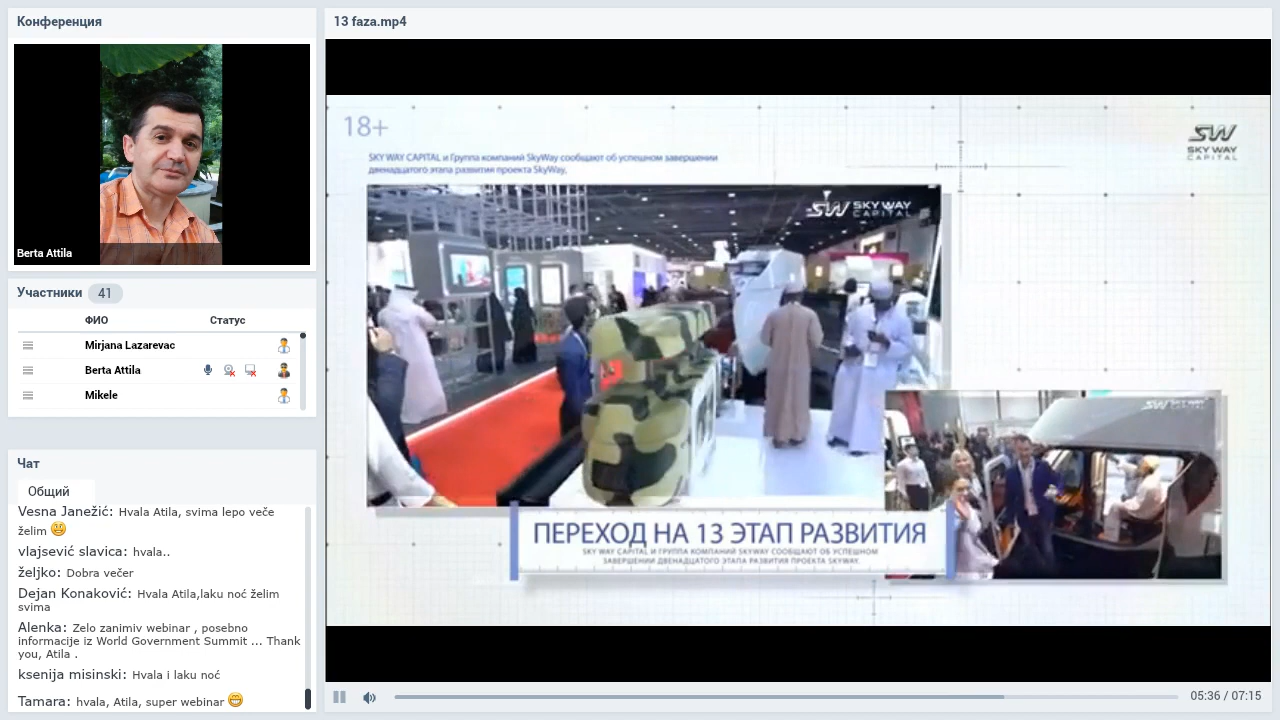 Конференция
Berta Attila
Участники 41
ФИО Статус
Mirjana Lazarevac
Berta Attila
Mikele
Чат
Общий
Vesna Janežić: Hvala Atila, svima lepo veče
želim
vlajsević slavica: hvala..
željko: Dobro večer
Dejan Konaković: Hvala Atila,laku noć želim
svima
Alenka: Zelo zanimiv webinar , posebno
informacije iz World Government Summit ... Thank
you, Atila .
ksenija misinski: Hvala i laku noć
Tamara: hvala, Atila, super webinar
13 faza.mp4
18+
SW
SKY WAY
CAPITAL
SKY WAY CAPITAL и Группа компаний SkyWay сообщают об успешном завершении
двенадцатого этапа развития проекта SkyWay.
SW SKY WAY
CAPITAL
SW
ПЕРЕХОД НА 13 ЭТАП РАЗВИТИЯ
SKY WAY CAPITAL И ГРУППА КОМПАНИЙ SKYWAY СООБЩАЮТ ОБ УСПЕШНОМ
ЗАВЕРШЕНИИ ДВЕНАДЦАТОГО ЭТАПА РАЗВИТИЯ ПРОЕКТА SKYWAY.
05:36 / 07:15